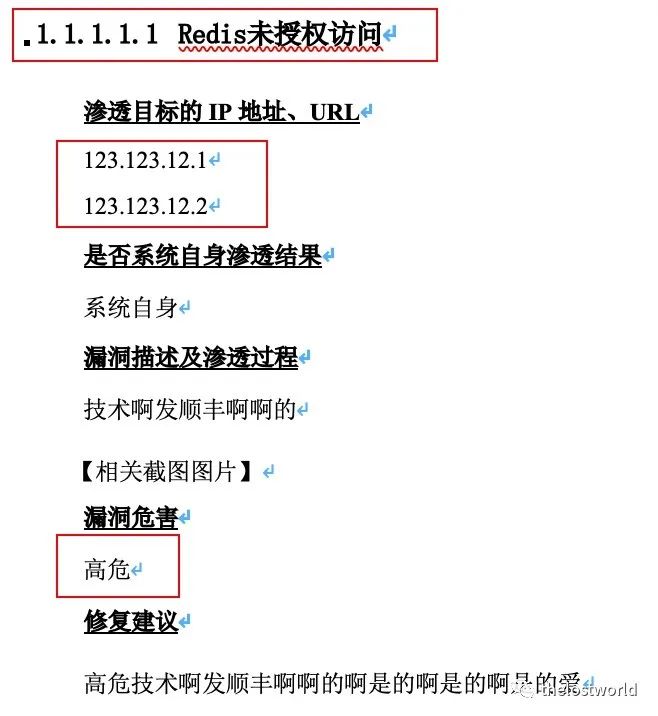 1.1.1.1.1 Redis未授权访问
渗透目标的 IP 地址、URL
123.123.12.1
123.123.12.2
是否系统自身渗透结果
系统自身
漏洞描述及渗透过程
技术啊发顺丰啊啊的
【相关截图图片】
漏洞危害
高危
修复建议
高危技术啊发顺丰啊啊的啊是的啊是的啊是的爱
thelostworld